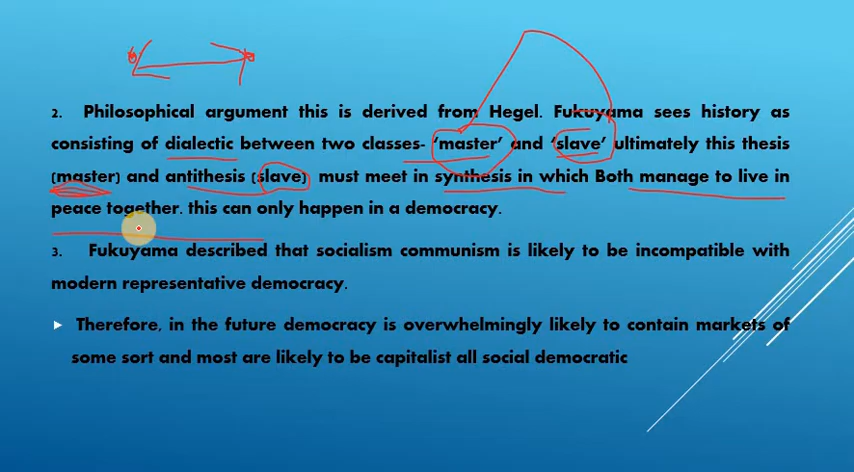 2. Philosophical argument this is derived from Hegel. Fukuyama sees history as
consisting of dialectic between two classes- 'master' and 'slave' ultimately this thesis
(master) and antithesis (slave) must meet in synthesis in which Both manage to live in
peace together. this can only happen in a democracy.
3. Fukuyama described that socialism communism is likely to be incompatible with
modern representative democracy.
Therefore, in the future democracy is overwhelmingly likely to contain markets of
some sort and most are likely to be capitalist all social democratic